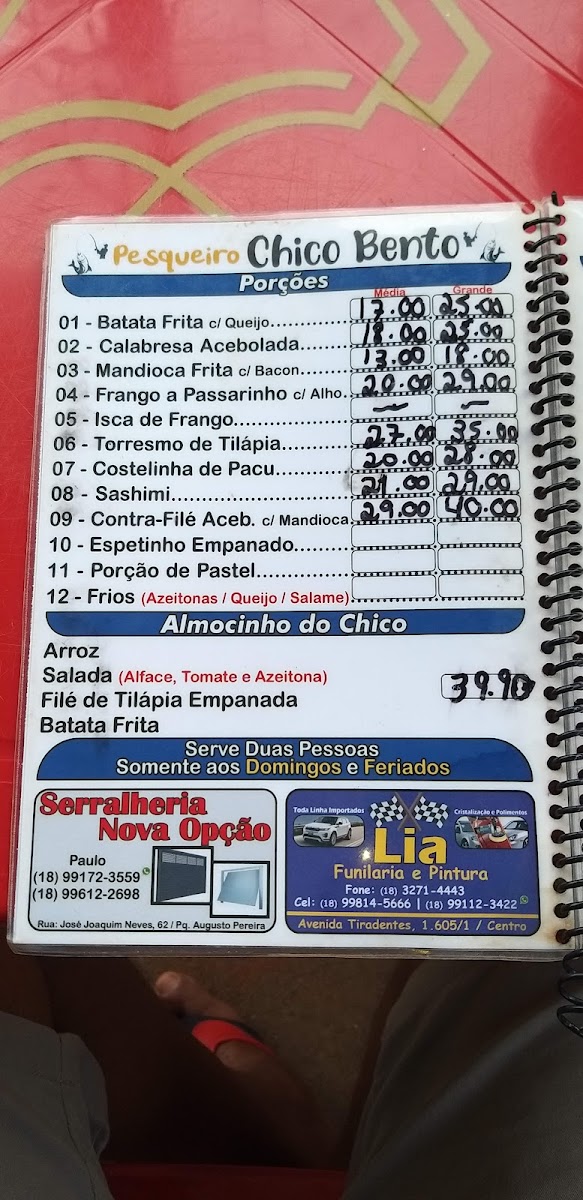 Pesqueiro Chico Bento
Porções
Média Grande
01 - Batata Frita c/ Queijo 17.00 25.00
02 - Calabresa Acebolada 18.00 25.00
03 - Mandioca Frita c/ Bacon 13.00 18.00
04 - Frango a Passarinho c/ Alho 20.00 29.00
05 - Isca de Frango — —
06 - Torresmo de Tilápia 27.00 35.00
07 - Costelinha de Pacu 20.00 28.00
08 - Sashimi 21.00 29.00
09 - Contra-Filé Aceb. c/ Mandioca 29.00 40.00
10 - Espetinho Empanado
11 - Porção de Pastel
12 - Frios (Azeitonas / Queijo / Salame)
Almocinho do Chico
Arroz
Salada (Alface, Tomate e Azeitona)
39.90
Filé de Tilápia Empanada
Batata Frita
Serve Duas Pessoas
Somente aos Domingos e Feriados
Serralheria
Nova Opção
Paulo
(18) 99172-3559
(18) 99612-2698
Rua: José Joaquim Neves, 62 / Pq. Augusto Pereira
Toda Linha Importados
Cristalização e Polimentos
Lia
Funilaria e Pintura
Fone: (18) 3271-4443
Cel: (18) 99814-5666 | (18) 99112-3422
Avenida Tiradentes, 1.605/1 / Centro